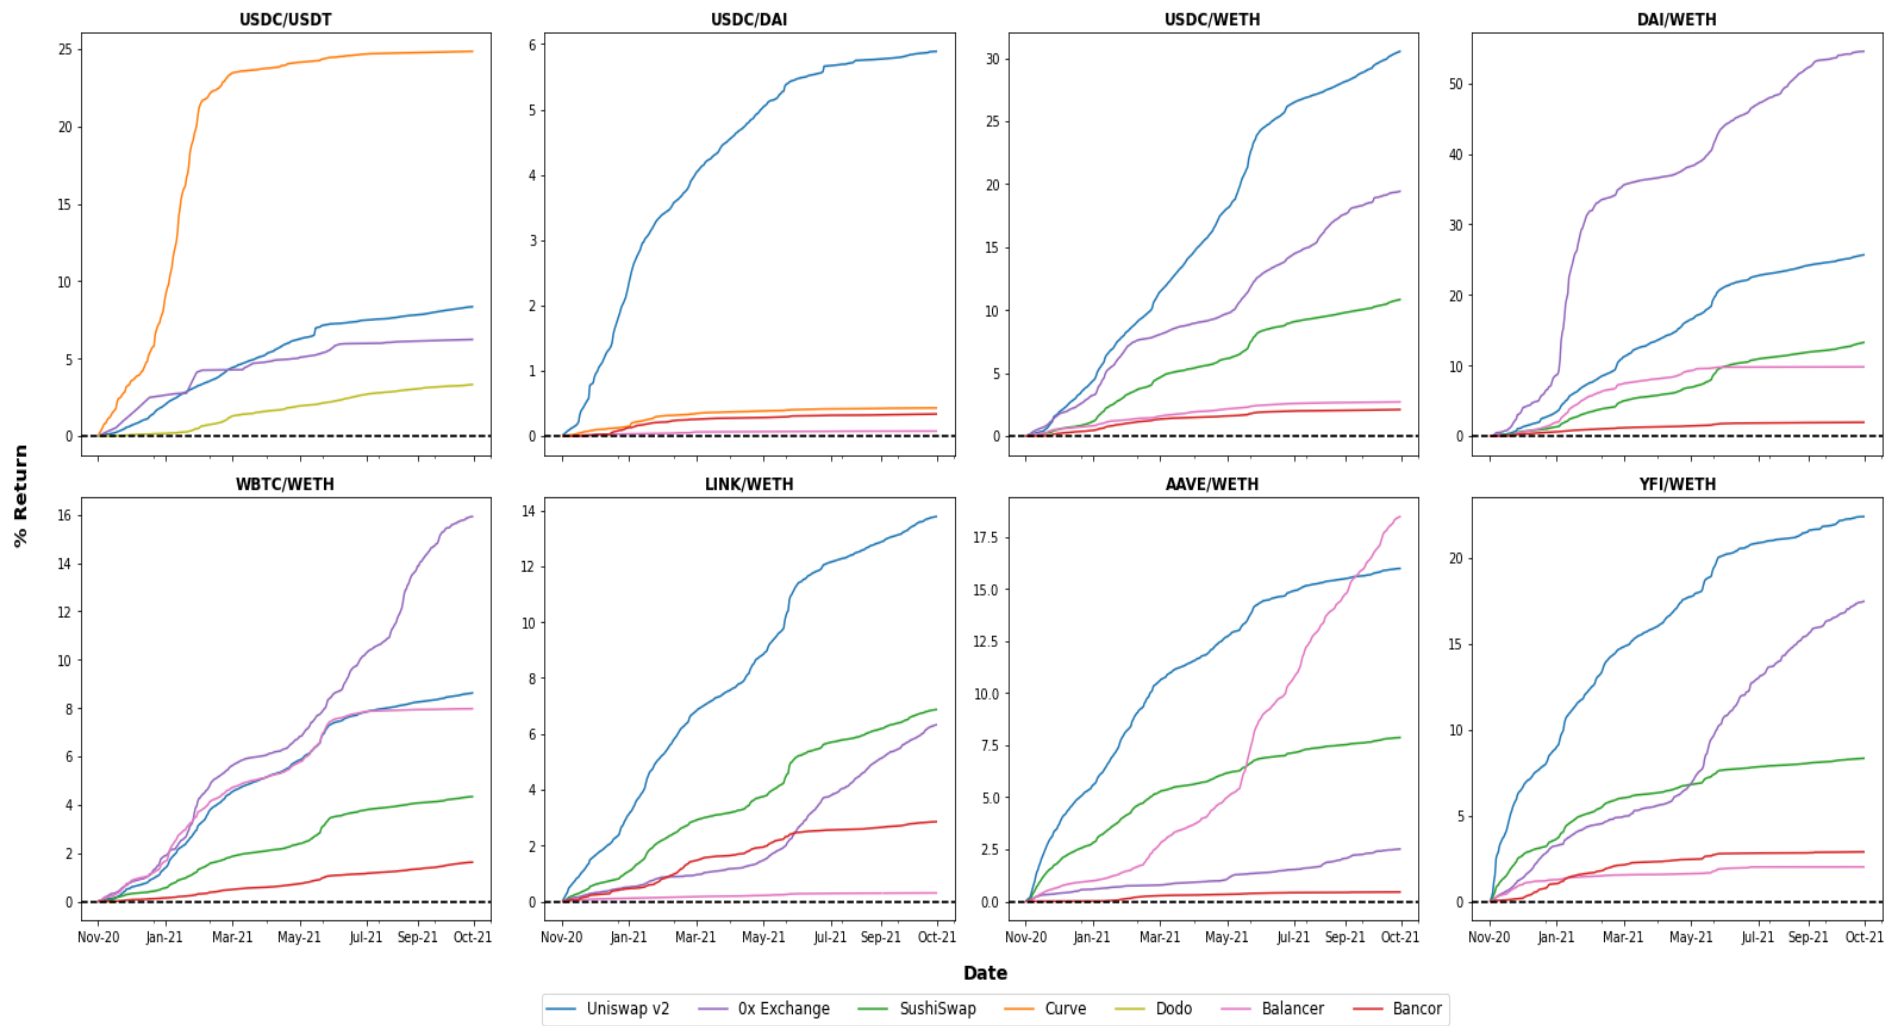 USDC/USDT USDC/DAI USDC/WETH DAI/WETH
25 6 30 50
20 5 25 40
15 4 20 30
10 3 15 20
5 2 10 10
0 1 5 0
0 0
WBTC/WETH LINK/WETH AAVE/WETH YFI/WETH
% Return
16 14 17.5 20
14 12 15.0 15
12 10 12.5 10
10 8 10.0 5
8 6 7.5 0
6 4 5.0
4 2 2.5
2 0 0.0
0
Nov-20 Jan-21 Mar-21 May-21 Jul-21 Sep-21 Oct-21 Nov-20 Jan-21 Mar-21 May-21 Jul-21 Sep-21 Oct-21 Nov-20 Jan-21 Mar-21 May-21 Jul-21 Sep-21 Oct-21 Nov-20 Jan-21 Mar-21 May-21 Jul-21 Sep-21 Oct-21
Date
Uniswap v2 0x Exchange SushiSwap Curve Dodo Balancer Bancor